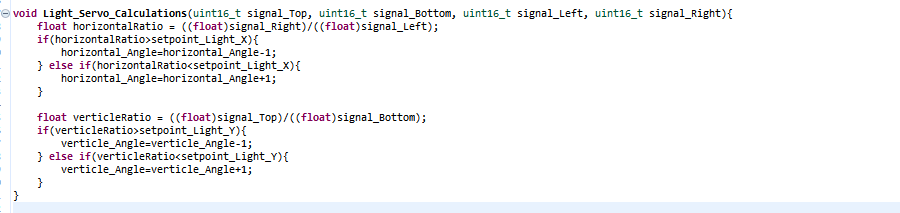 void Light_Servo_Calculations(uint16_t signal_Top, uint16_t signal_Bottom, uint16_t signal_Left, uint16_t signal_Right){
    float horizontalRatio = ((float)signal_Right)/((float)signal_Left);
    if(horizontalRatio>setpoint_Light_X){
        horizontal_Angle=horizontal_Angle-1;
    } else if(horizontalRatio<setpoint_Light_X){
        horizontal_Angle=horizontal_Angle+1;
    }

    float verticleRatio = ((float)signal_Top)/((float)signal_Bottom);
    if(verticleRatio>setpoint_Light_Y){
        verticle_Angle=verticle_Angle-1;
    } else if(verticleRatio<setpoint_Light_Y){
        verticle_Angle=verticle_Angle+1;
    }
}